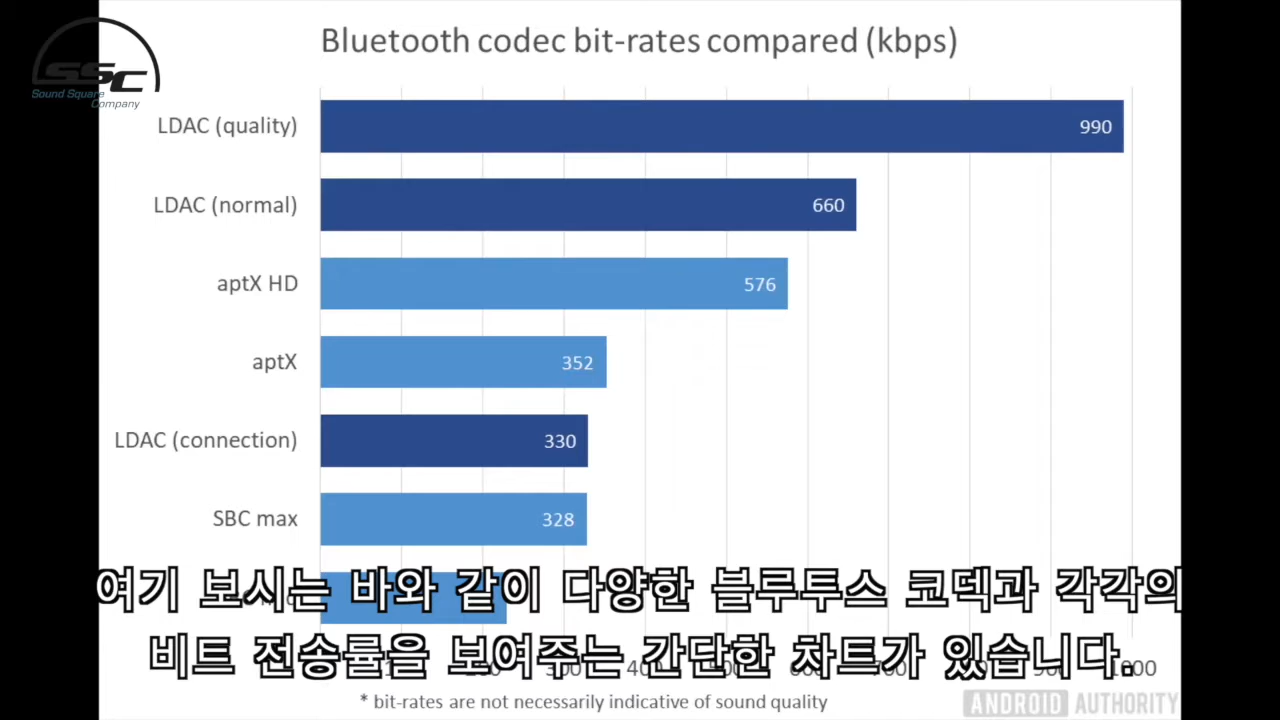 SSC
Sound Square
Company
Bluetooth codec bit-rates compared (kbps)
LDAC (quality) 990
LDAC (normal) 660
aptX HD 576
aptX 352
LDAC (connection) 330
SBC max 328
여기 보시는 바와 같이 다양한 블루투스 코덱과 각각의
비트 전송률을 보여주는 간단한 차트가 있습니다.
1000
* bit-rates are not necessarily indicative of sound quality
ANDROID AUTHORITY